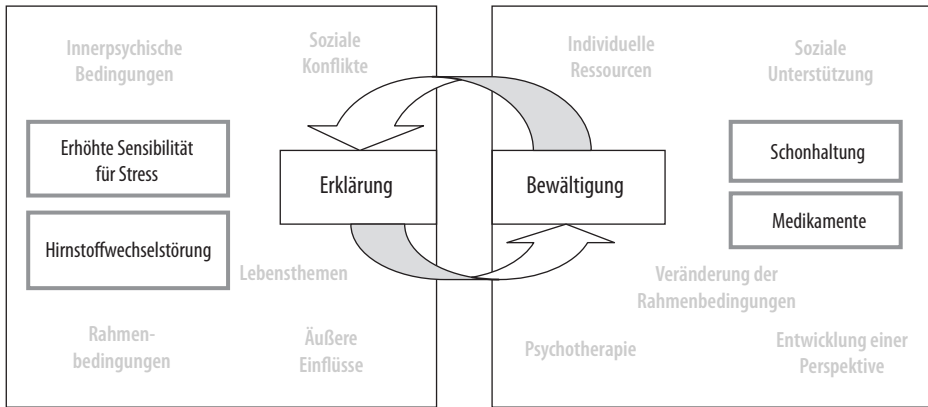 Innerpsychische
Bedingungen
Soziale
Konflikte
Erhöhte Sensibilität
für Stress
Erklärung
Hirnstoffwechselstörung
Lebensthemen
Rahmen-
bedingungen
Äußere
Einflüsse
Individuelle
Ressourcen
Soziale
Unterstützung
Bewältigung
Schonhaltung
Medikamente
Veränderung der
Rahmenbedingungen
Psychotherapie
Entwicklung einer
Perspektive